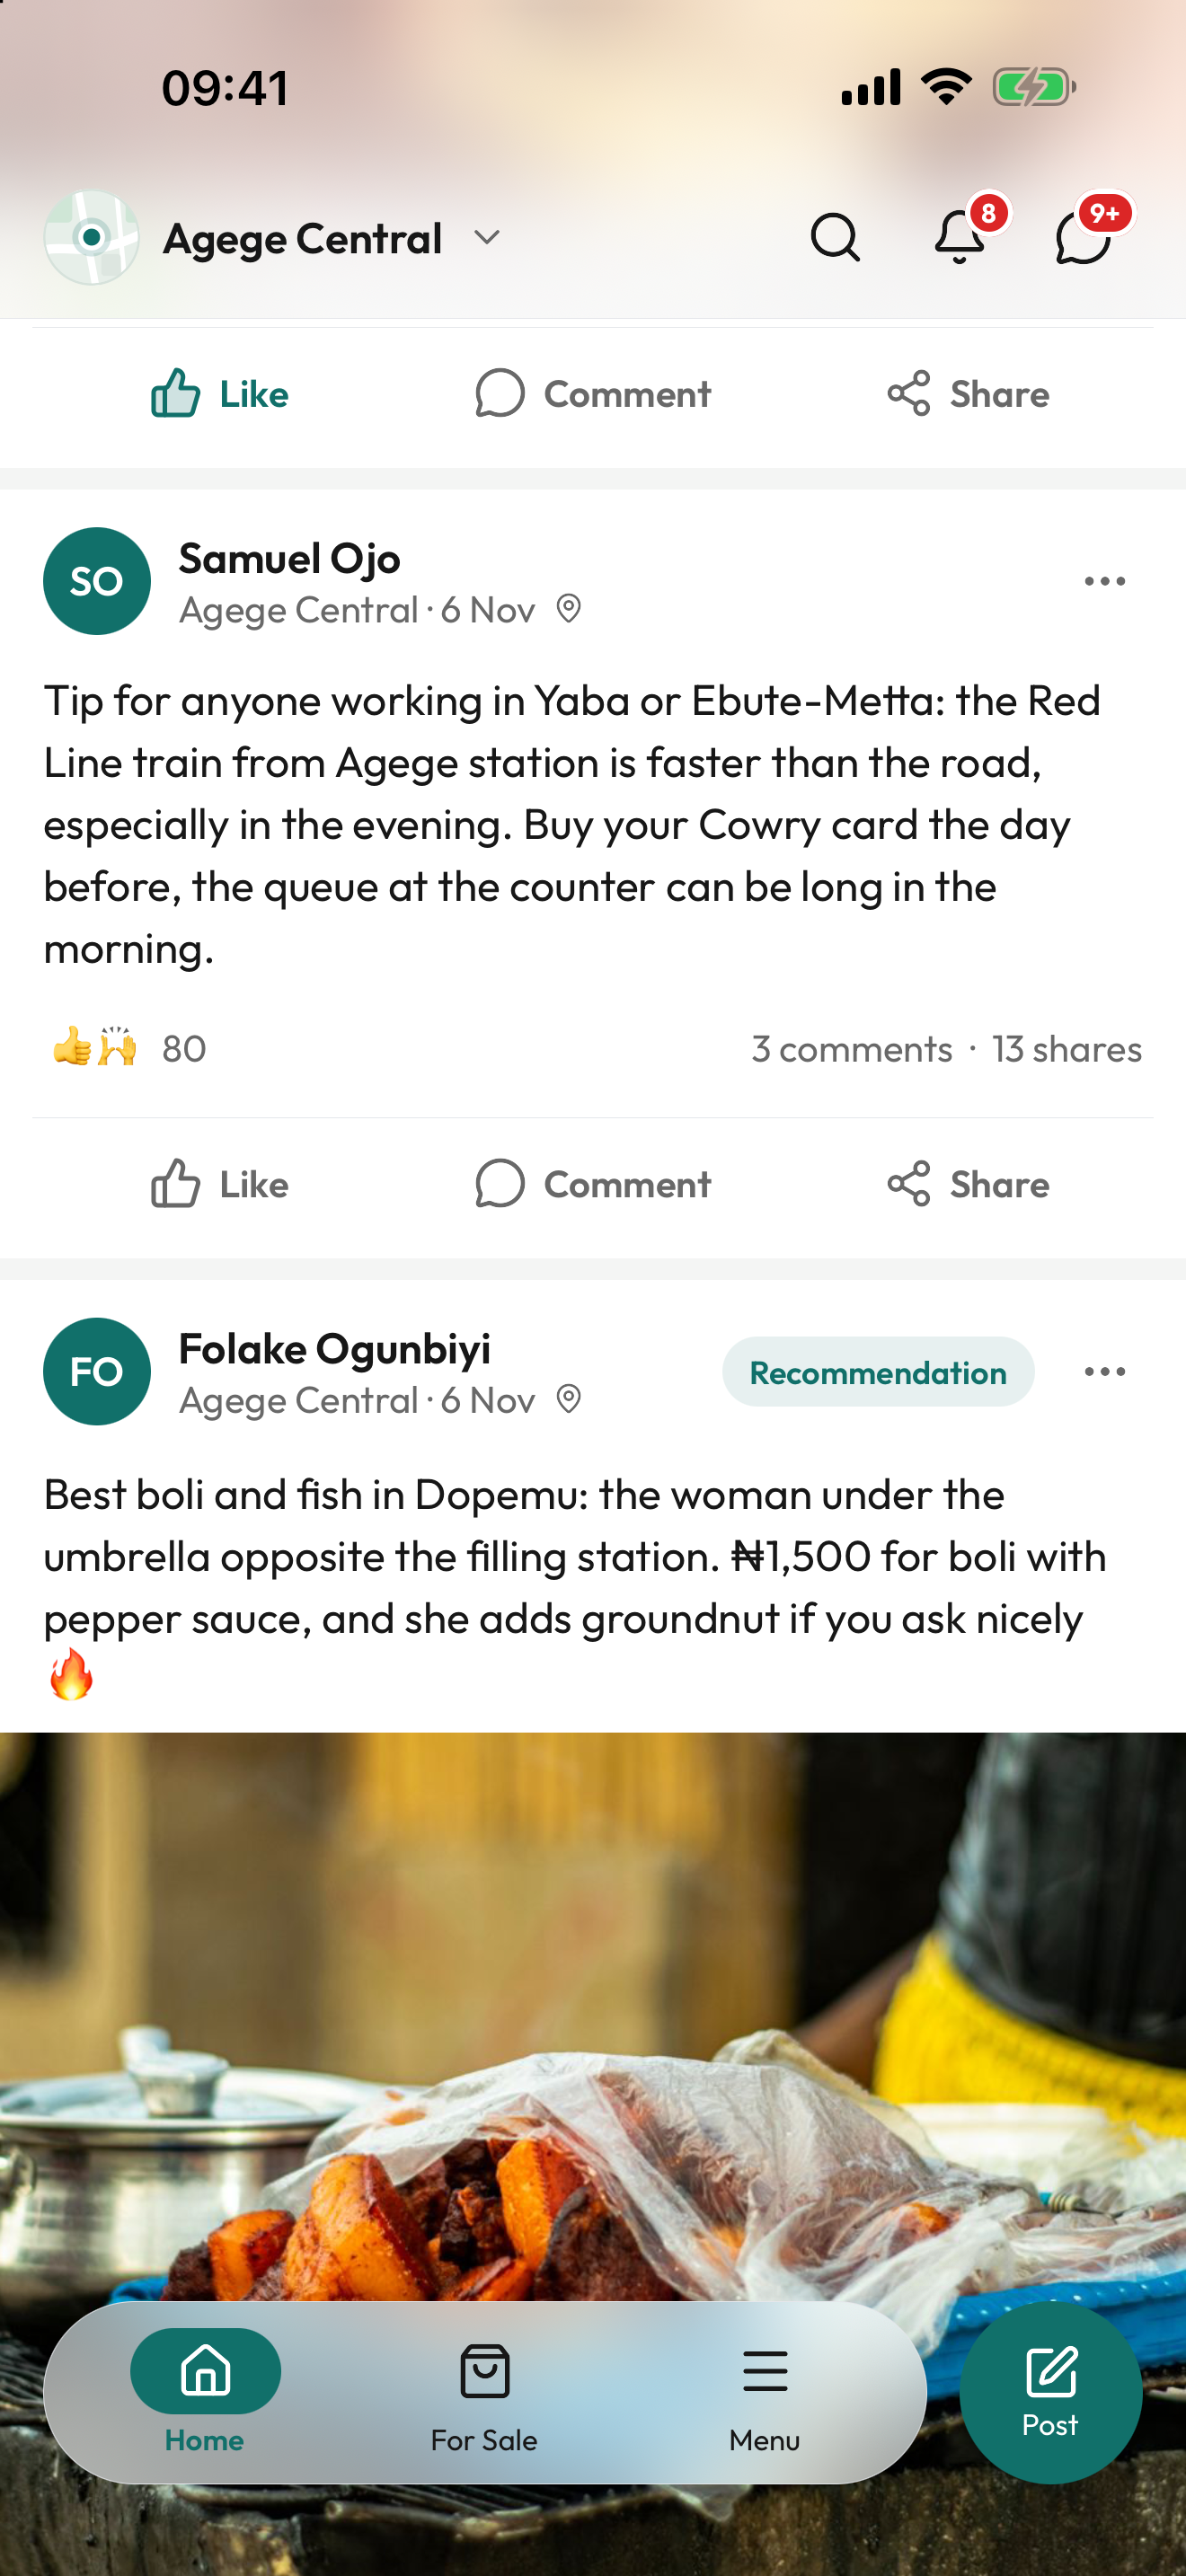 09:41
Agege Central
8
9+
Like
Comment
Share
SO
Samuel Ojo
Agege Central · 6 Nov
Tip for anyone working in Yaba or Ebute-Metta: the Red
Line train from Agege station is faster than the road,
especially in the evening. Buy your Cowry card the day
before, the queue at the counter can be long in the
morning.
👍🙌 80
3 comments · 13 shares
Like
Comment
Share
FO
Folake Ogunbiyi
Agege Central · 6 Nov
Recommendation
Best boli and fish in Dopemu: the woman under the
umbrella opposite the filling station. ₦1,500 for boli with
pepper sauce, and she adds groundnut if you ask nicely
🔥
Home
For Sale
Menu
Post